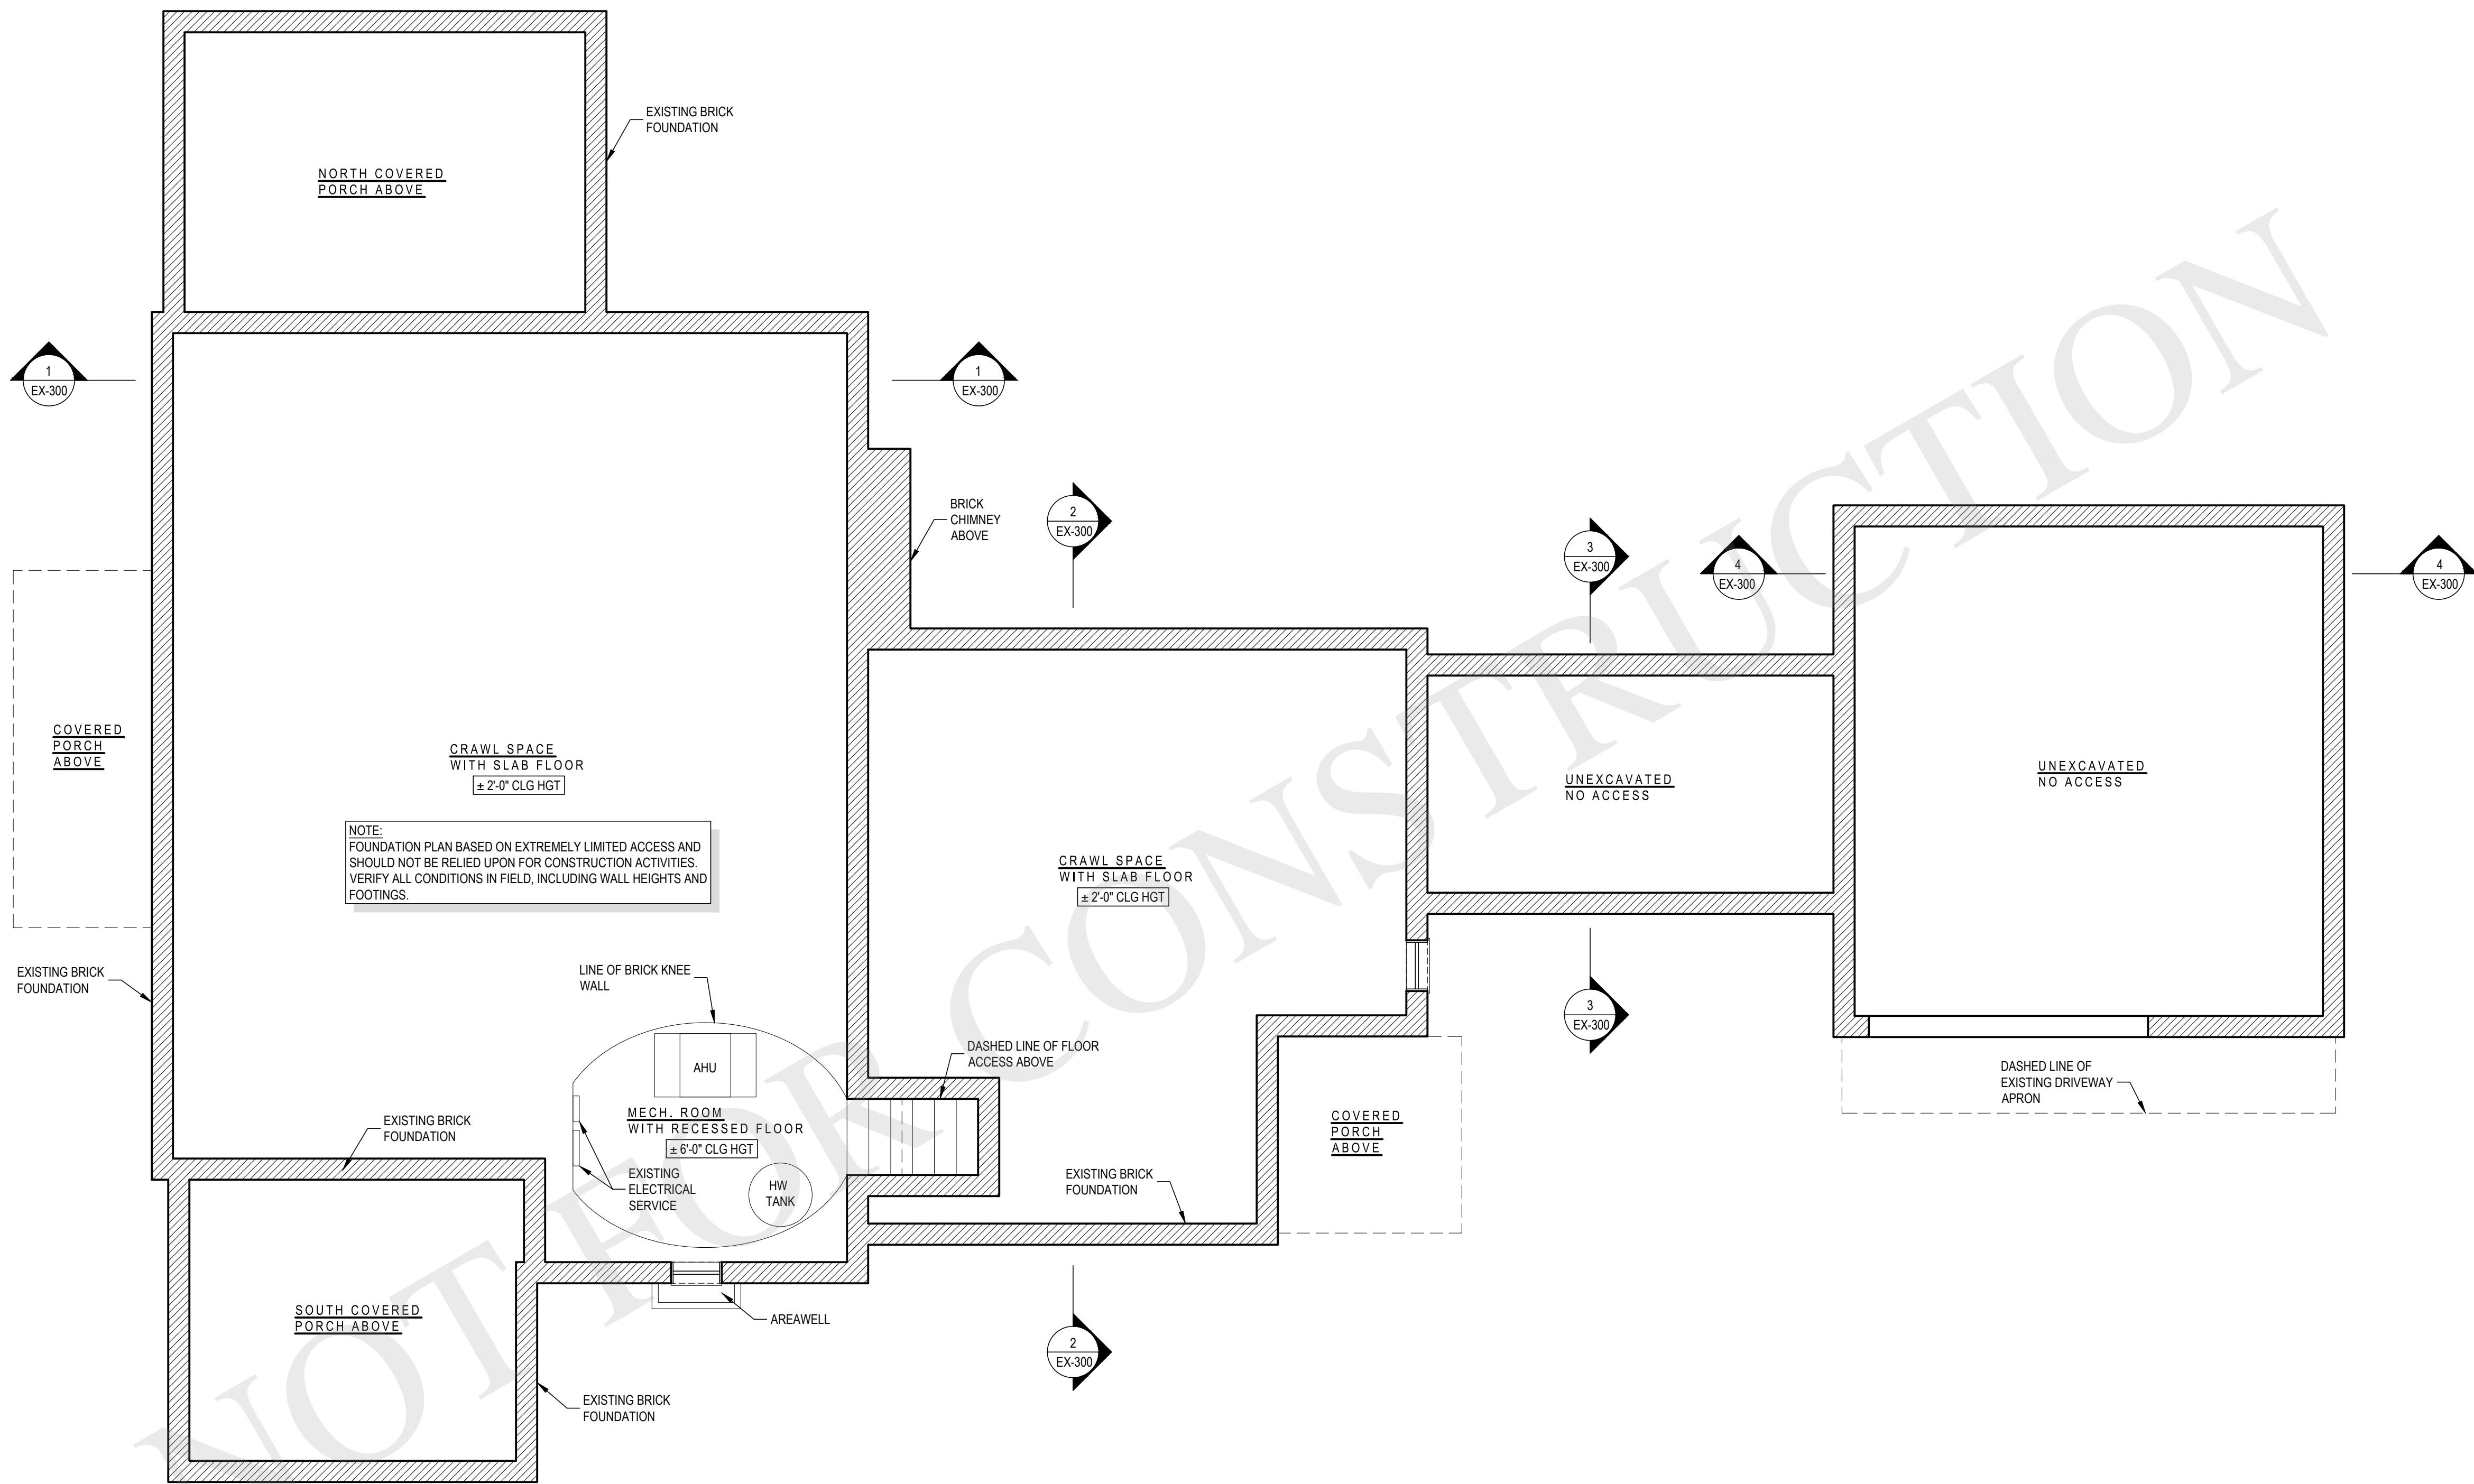 EXISTING BRICK
FOUNDATION
NORTH COVERED
PORCH ABOVE
1
EX-300
1
EX-300
BRICK
CHIMNEY
ABOVE
2
EX-300
3
EX-300
4
EX-300
4
EX-300
COVERED
PORCH
ABOVE
CRAWL SPACE
WITH SLAB FLOOR
± 2'-0" CLG HGT
UNEXCAVATED
NO ACCESS
UNEXCAVATED
NO ACCESS
NOTE:
FOUNDATION PLAN BASED ON EXTREMELY LIMITED ACCESS AND
SHOULD NOT BE RELIED UPON FOR CONSTRUCTION ACTIVITIES.
VERIFY ALL CONDITIONS IN FIELD, INCLUDING WALL HEIGHTS AND
FOOTINGS.
CRAWL SPACE
WITH SLAB FLOOR
± 2'-0" CLG HGT
EXISTING BRICK
FOUNDATION
LINE OF BRICK KNEE
WALL
3
EX-300
DASHED LINE OF FLOOR
ACCESS ABOVE
AHU
DASHED LINE OF
EXISTING DRIVEWAY
APRON
EXISTING BRICK
FOUNDATION
MECH. ROOM
WITH RECESSED FLOOR
± 6'-0" CLG HGT
COVERED
PORCH
ABOVE
EXISTING
ELECTRICAL
SERVICE
HW
TANK
EXISTING BRICK
FOUNDATION
SOUTH COVERED
PORCH ABOVE
AREAWELL
2
EX-300
EXISTING BRICK
FOUNDATION
NOT FOR CONSTRUCTION